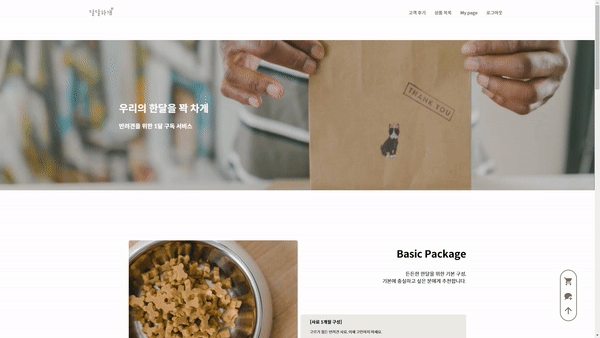 달달하개
고객 후기 상품 목록 My page 로그아웃
우리의 한달을 꽉 차게
반려견을 위한 1달 구독 서비스
THANK YOU
Basic Package
든든한 한달을 위한 기본 구성.
기본에 충실하고 싶은 분에게 추천합니다.
[사료 1개월 구성]